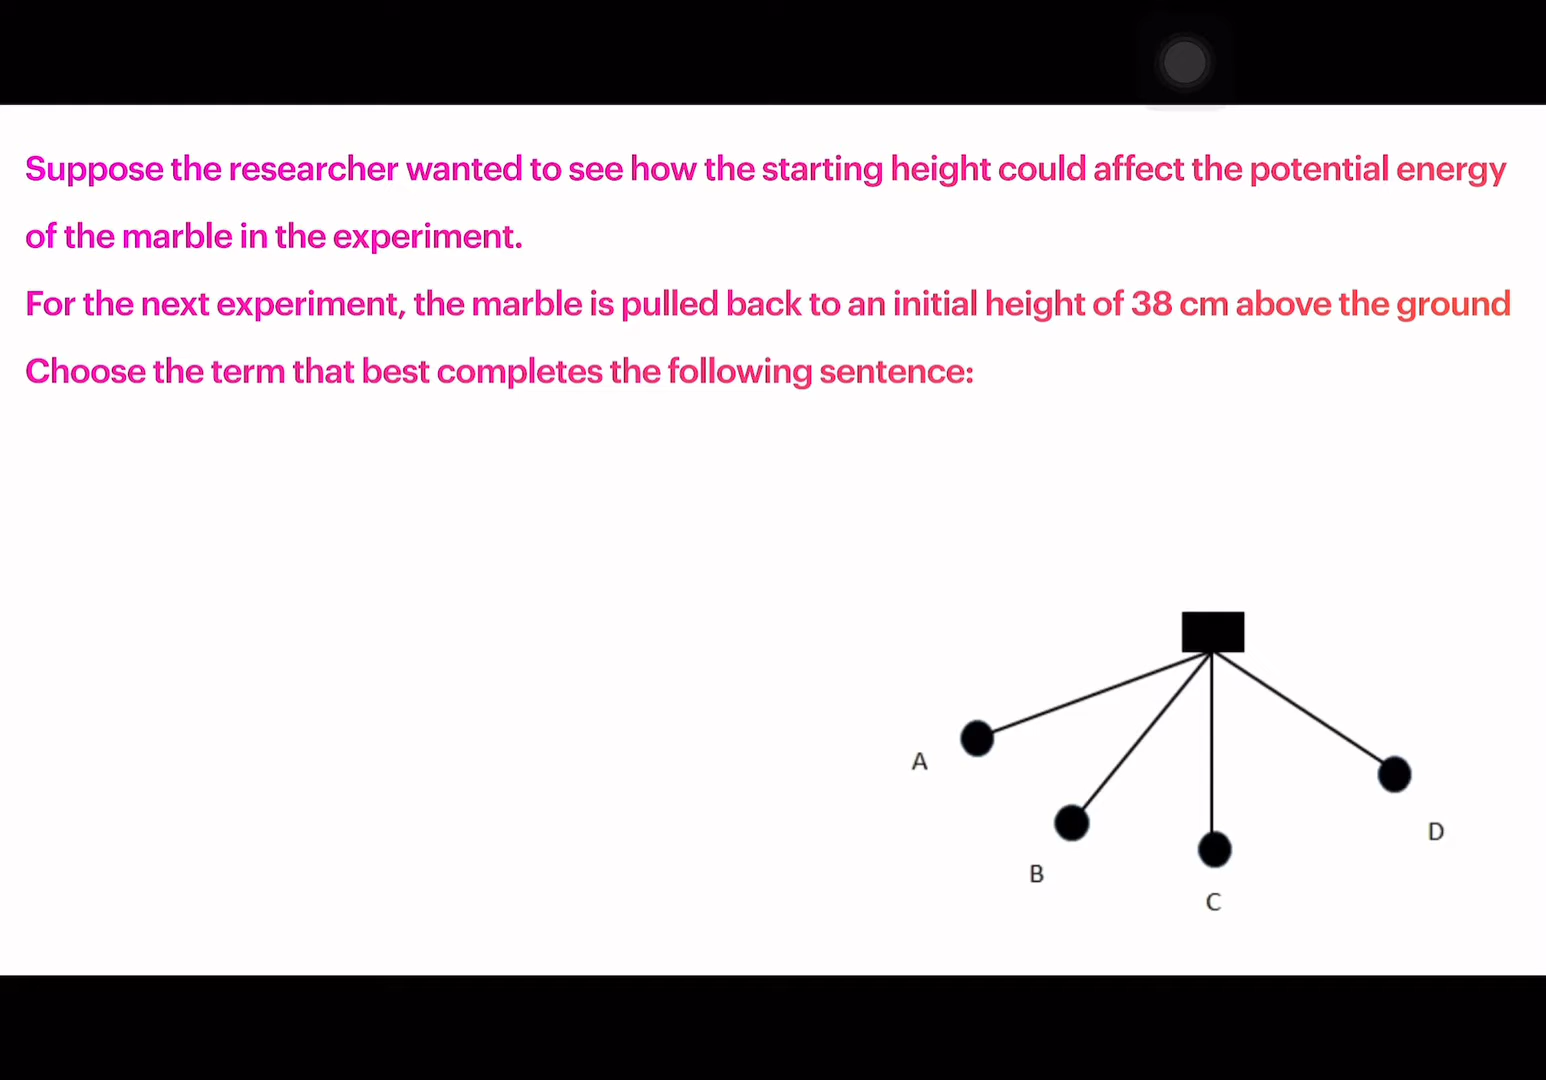 Suppose the researcher wanted to see how the starting height could affect the potential energy
of the marble in the experiment.
For the next experiment, the marble is pulled back to an initial height of 38 cm above the ground
Choose the term that best completes the following sentence:
A
B
C
D